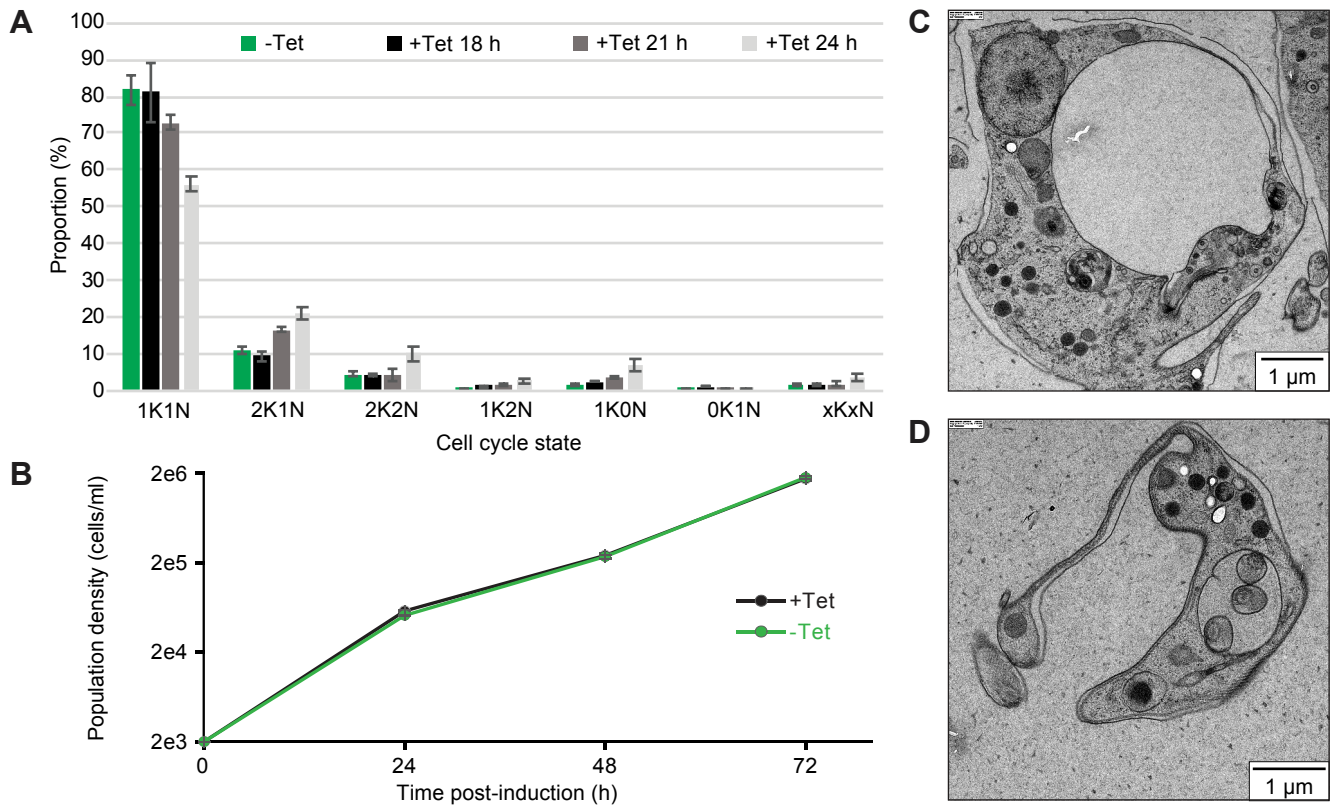 A
100
90
80
70
60
50
40
30
20
10
0
Proportion (%)
-Tet
+Tet 18 h
+Tet 21 h
+Tet 24 h
1K1N
2K1N
2K2N
1K2N
1K0N
0K1N
xKxN
Cell cycle state
B
2e6
2e5
2e4
2e3
Population density (cells/ml)
+Tet
-Tet
0
24
48
72
Time post-induction (h)
C
1 µm
D
1 µm